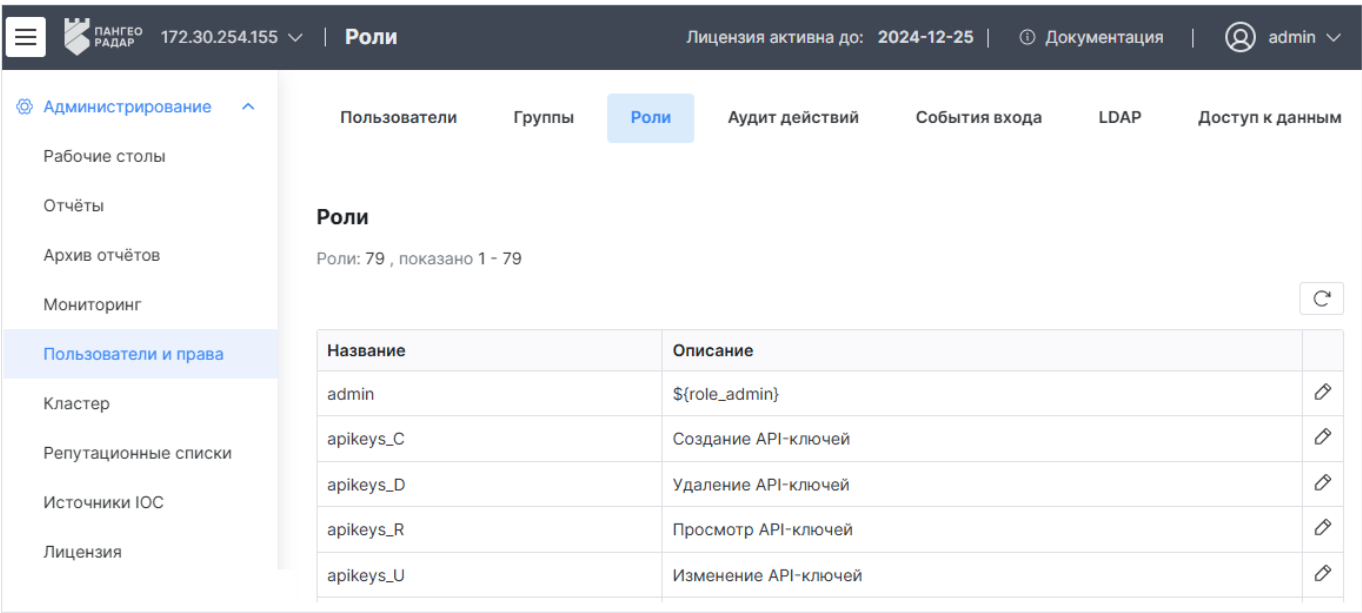 ПАНГЕО РАДАР 172.30.254.155 | Роли Лицензия активна до: 2024-12-25 | Документация | admin
Администрирование
Рабочие столы
Отчёты
Архив отчётов
Мониторинг
Пользователи и права
Кластер
Репутационные списки
Источники IOC
Лицензия
Пользователи Группы Роли Аудит действий События входа LDAP Доступ к данным
Роли
Роли: 79 , показано 1 - 79
Название Описание
admin ${role_admin}
apikeys_C Создание API-ключей
apikeys_D Удаление API-ключей
apikeys_R Просмотр API-ключей
apikeys_U Изменение API-ключей